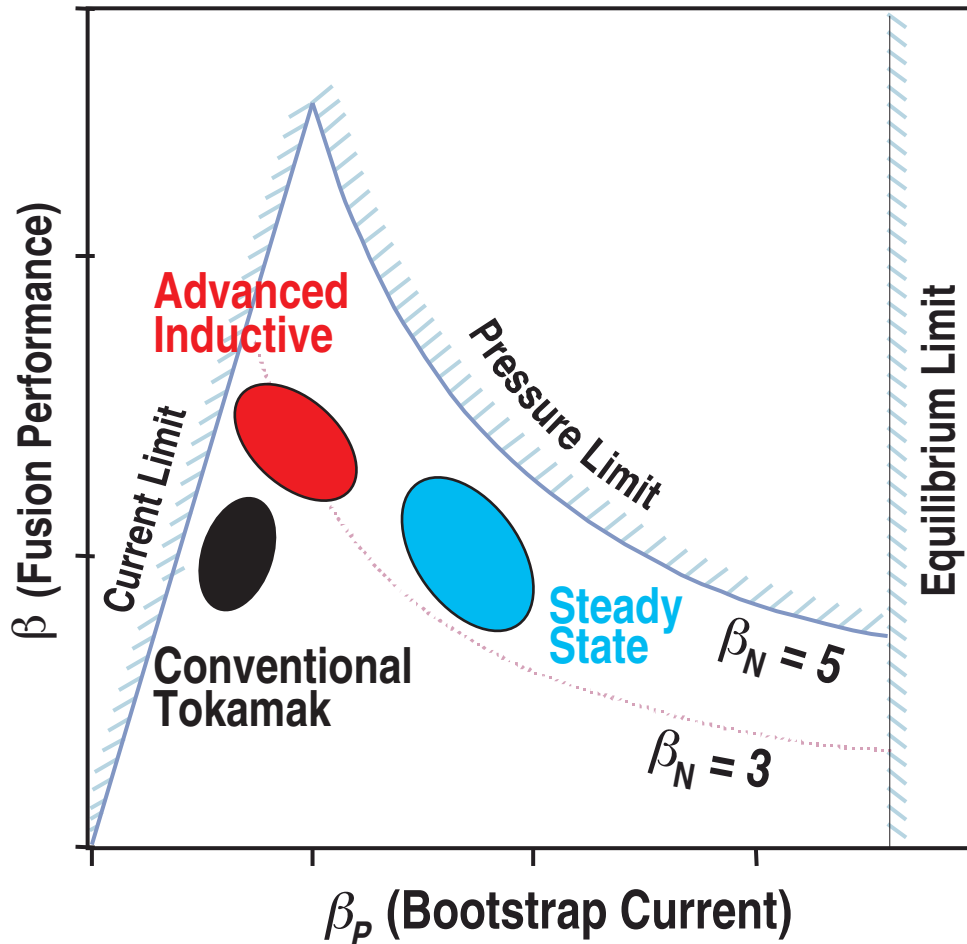 β (Fusion Performance)
Advanced
Inductive
Current Limit
Pressure Limit
Equilibrium Limit
Conventional
Tokamak
Steady
State
β_N = 5
β_N = 3
β_P (Bootstrap Current)